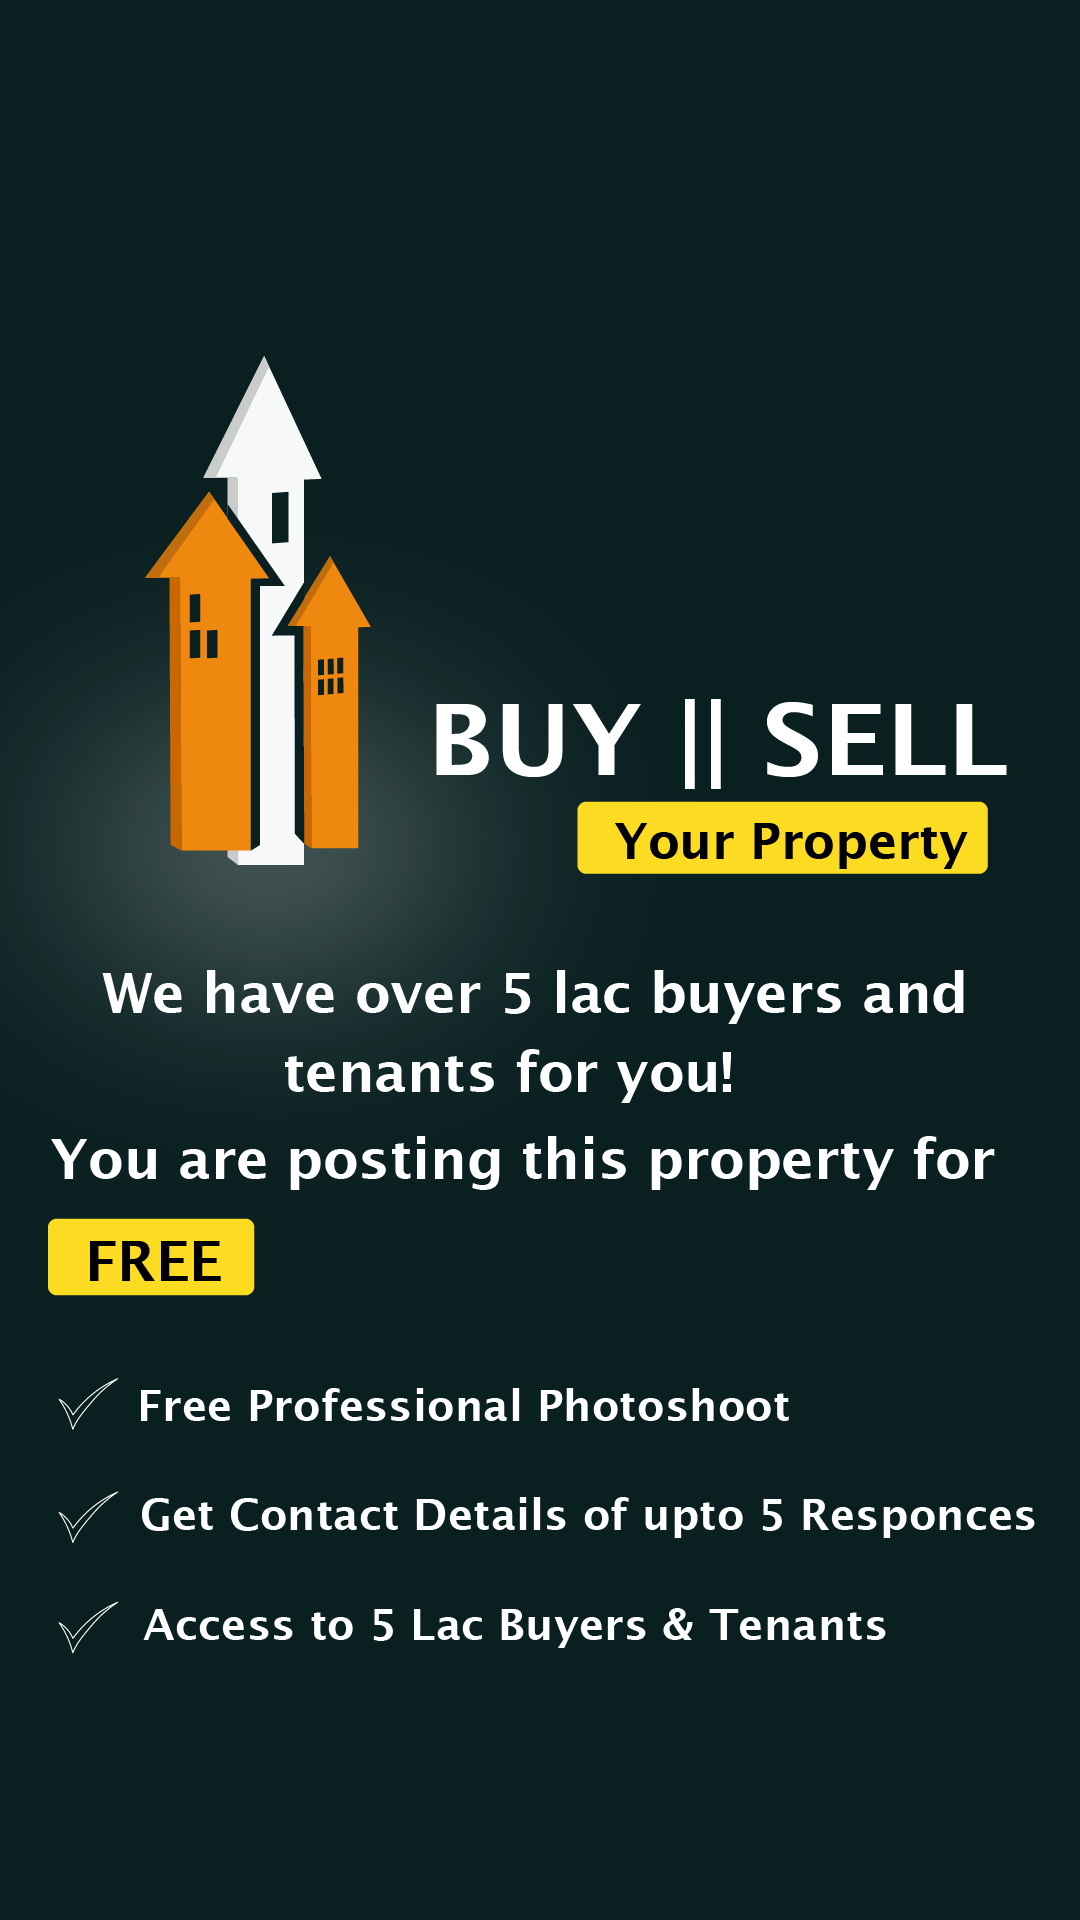 BUY || SELL
Your Property
We have over 5 lac buyers and
tenants for you!
You are posting this property for
FREE
Free Professional Photoshoot
Get Contact Details of upto 5 Responces
Access to 5 Lac Buyers & Tenants